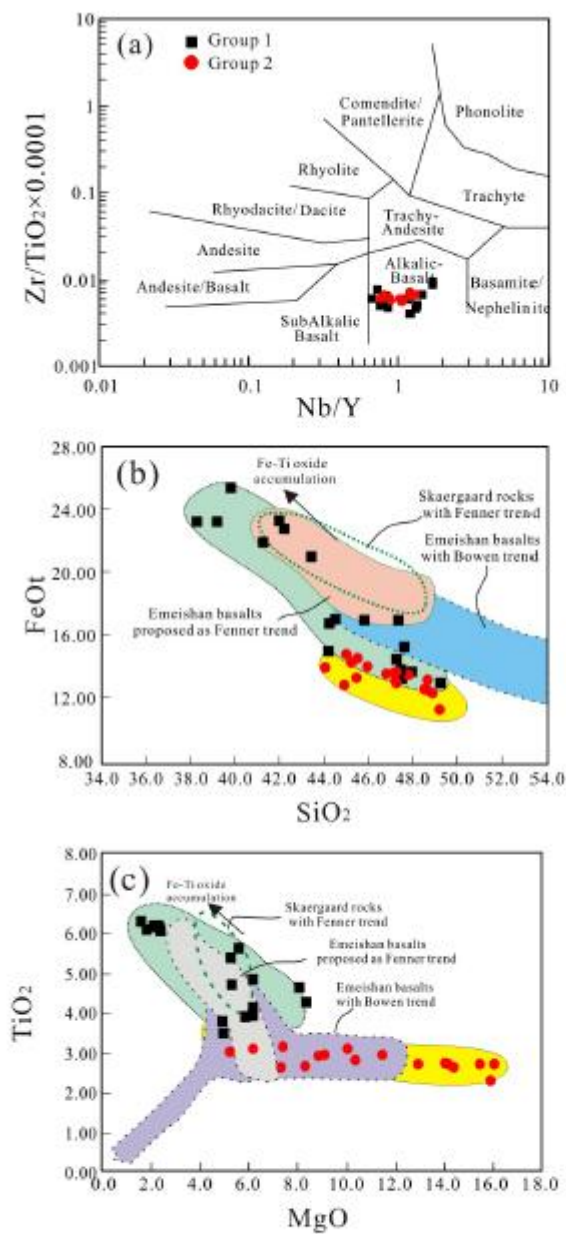 (a)
Group 1
Group 2
10
1
0.1
0.01
0.001
0.01
0.1
1
10
Zr/TiO2×0.0001
Nb/Y
Comendite/
Pantellerite
Phonolite
Rhyolite
Trachyte
Rhyodacite/Dacite
Trachy-
Andesite
Andesite
Alkalic-
Basalt
Andesite/Basalt
Basamite/
Nephelinite
SubAlkalic
Basalt
(b)
28.00
24.00
20.00
16.00
12.00
8.00
FeOt
Fe-Ti oxide
accumulation
Skaergaard rocks
with Fenner trend
Emeishan basalts
with Bowen trend
Emeishan basalts
proposed as Fenner trend
34.0
36.0
38.0
40.0
42.0
44.0
46.0
48.0
50.0
52.0
54.0
SiO2
(c)
8.00
7.00
6.00
5.00
4.00
3.00
2.00
1.00
0.00
TiO2
Fe-Ti oxide
accumulation
Skaergaard rocks
with Fenner trend
Emeishan basalts
proposed as Fenner trend
Emeishan basalts
with Bowen trend
0.0
2.0
4.0
6.0
8.0
10.0
12.0
14.0
16.0
18.0
MgO